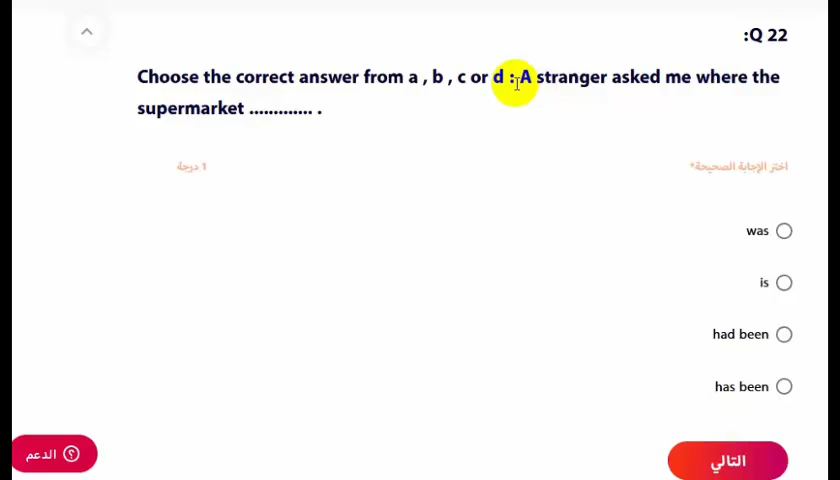 :Q 22
Choose the correct answer from a , b , c or d : A stranger asked me where the
supermarket ............. .
اختر الإجابة الصحيحة*
1 درجة
was
is
had been
has been
الدعم
التالي